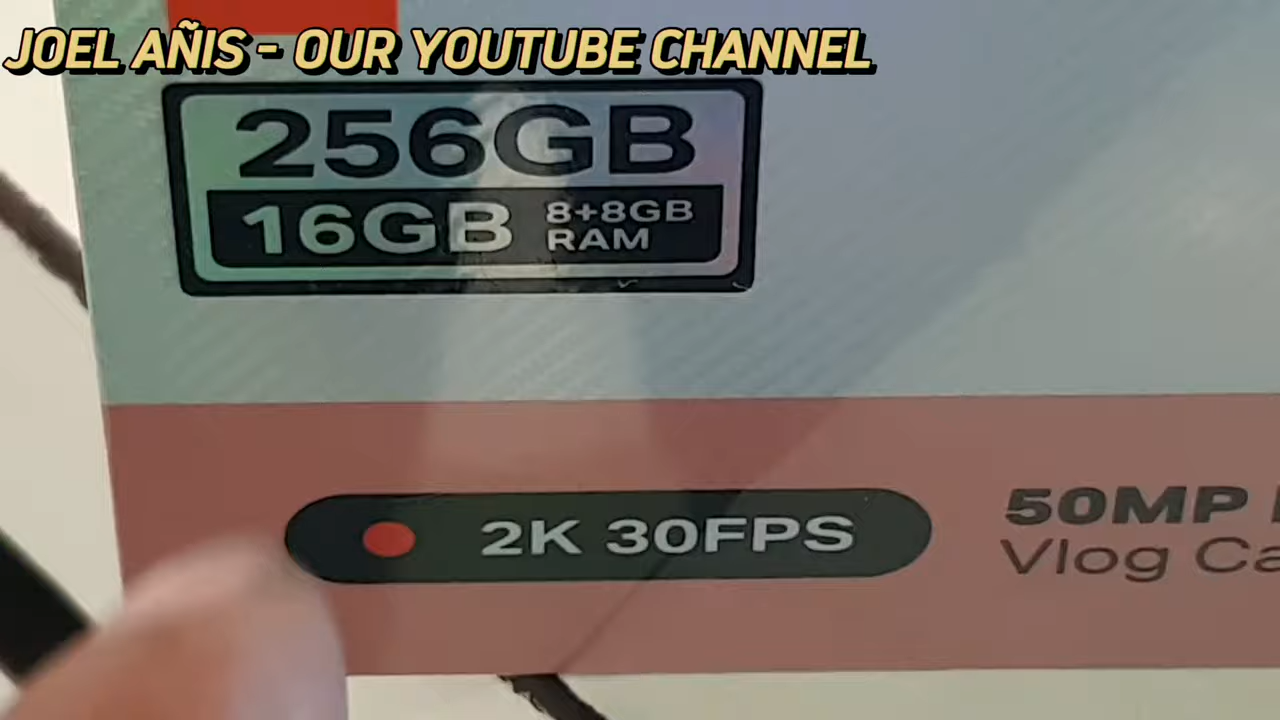 JOEL AÑIS - OUR YOUTUBE CHANNEL
256GB
16GB 8+8GB
RAM
2K 30FPS
50MP
Vlog